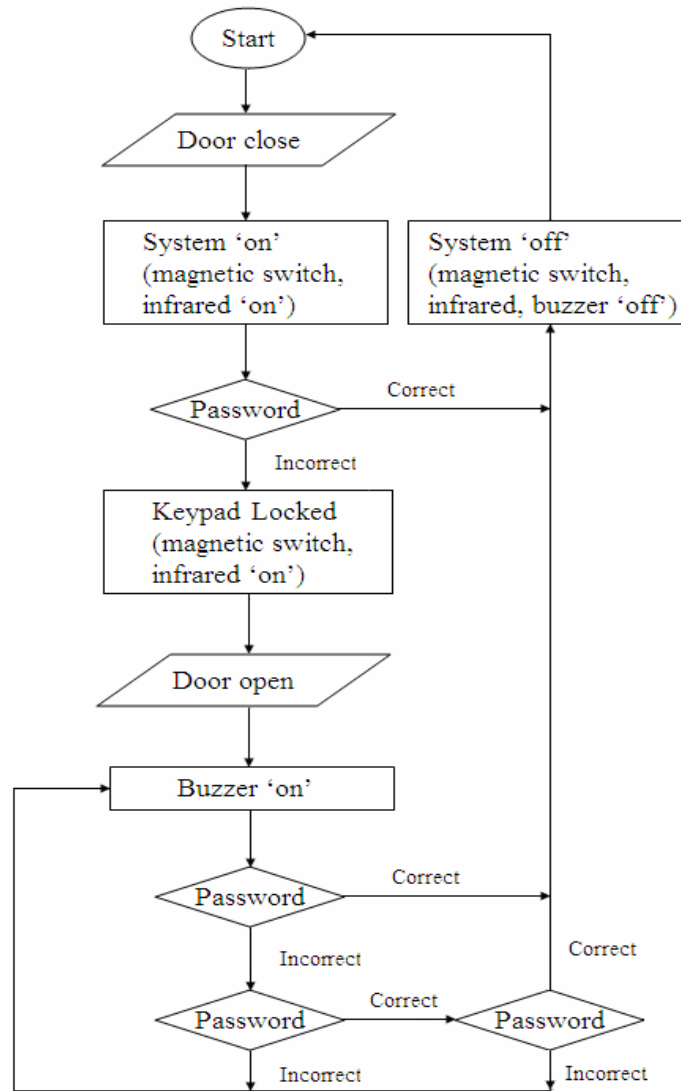 Start
Door close
System ‘on’
(magnetic switch,
infrared ‘on’)
System ‘off’
(magnetic switch,
infrared, buzzer ‘off’)
Password
Correct
Incorrect
Keypad Locked
(magnetic switch,
infrared ‘on’)
Door open
Buzzer ‘on’
Password
Correct
Incorrect
Correct
Password
Correct
Password
Incorrect
Incorrect